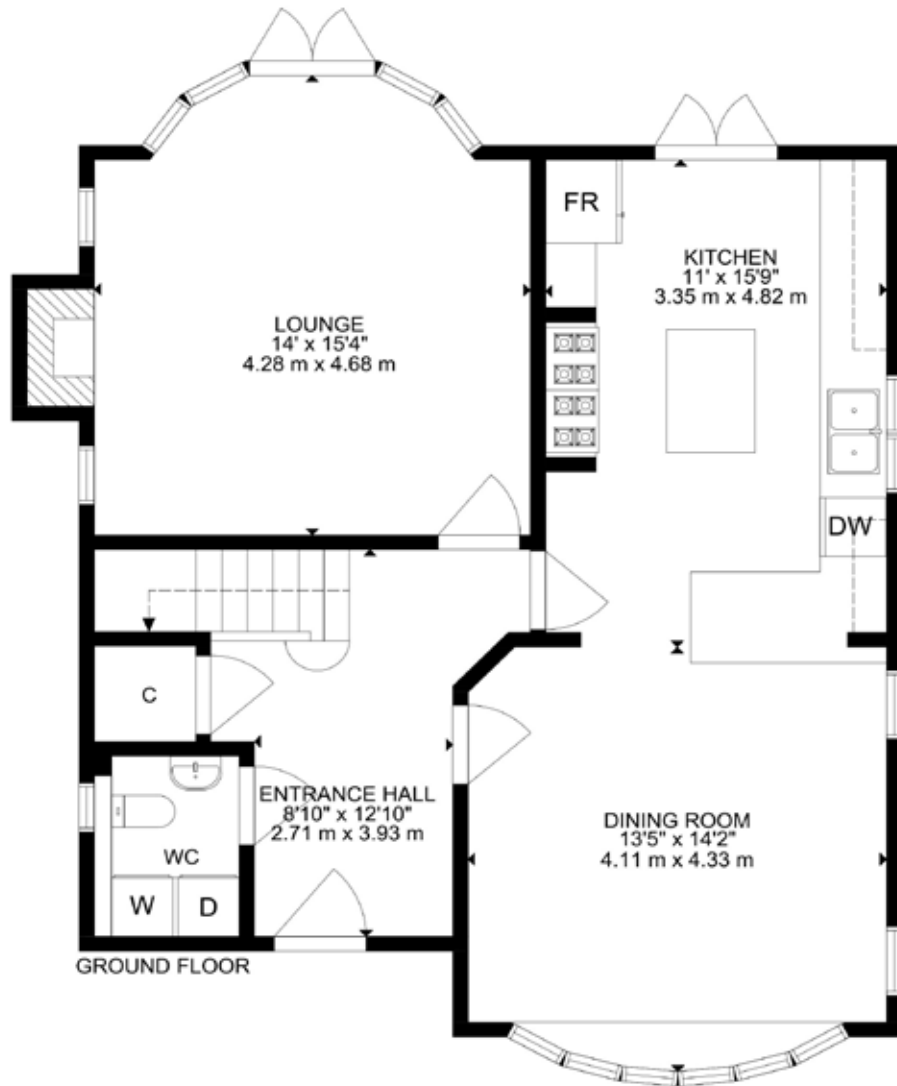 FR
KITCHEN
11' x 15'9"
3.35 m x 4.82 m
LOUNGE
14' x 15'4"
4.28 m x 4.68 m
DW
C
ENTRANCE HALL
8'10" x 12'10"
2.71 m x 3.93 m
DINING ROOM
13'5" x 14'2"
4.11 m x 4.33 m
WC
W
D
GROUND FLOOR